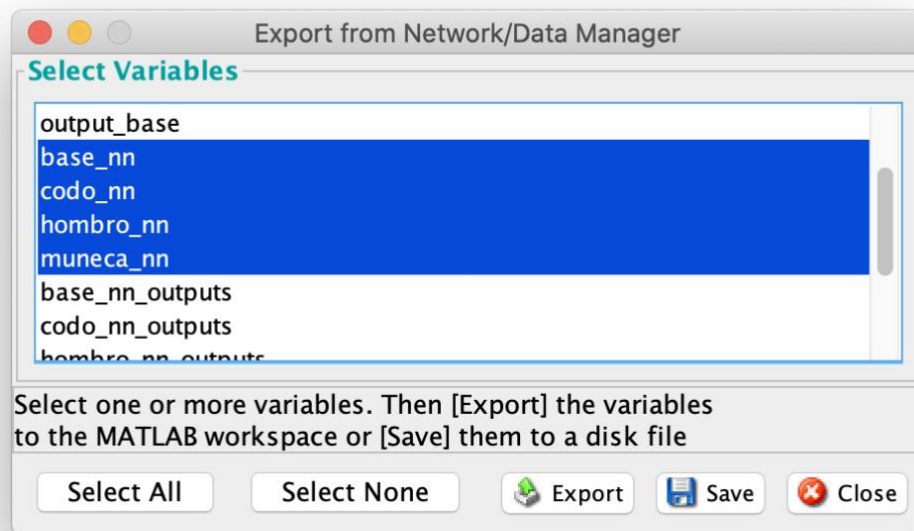 Export from Network/Data Manager
Select Variables
output_base
base_nn
codo_nn
hombro_nn
muneca_nn
base_nn_outputs
codo_nn_outputs
hombro_nn_outputs
Select one or more variables. Then [Export] the variables
to the MATLAB workspace or [Save] them to a disk file
Select All Select None Export Save Close